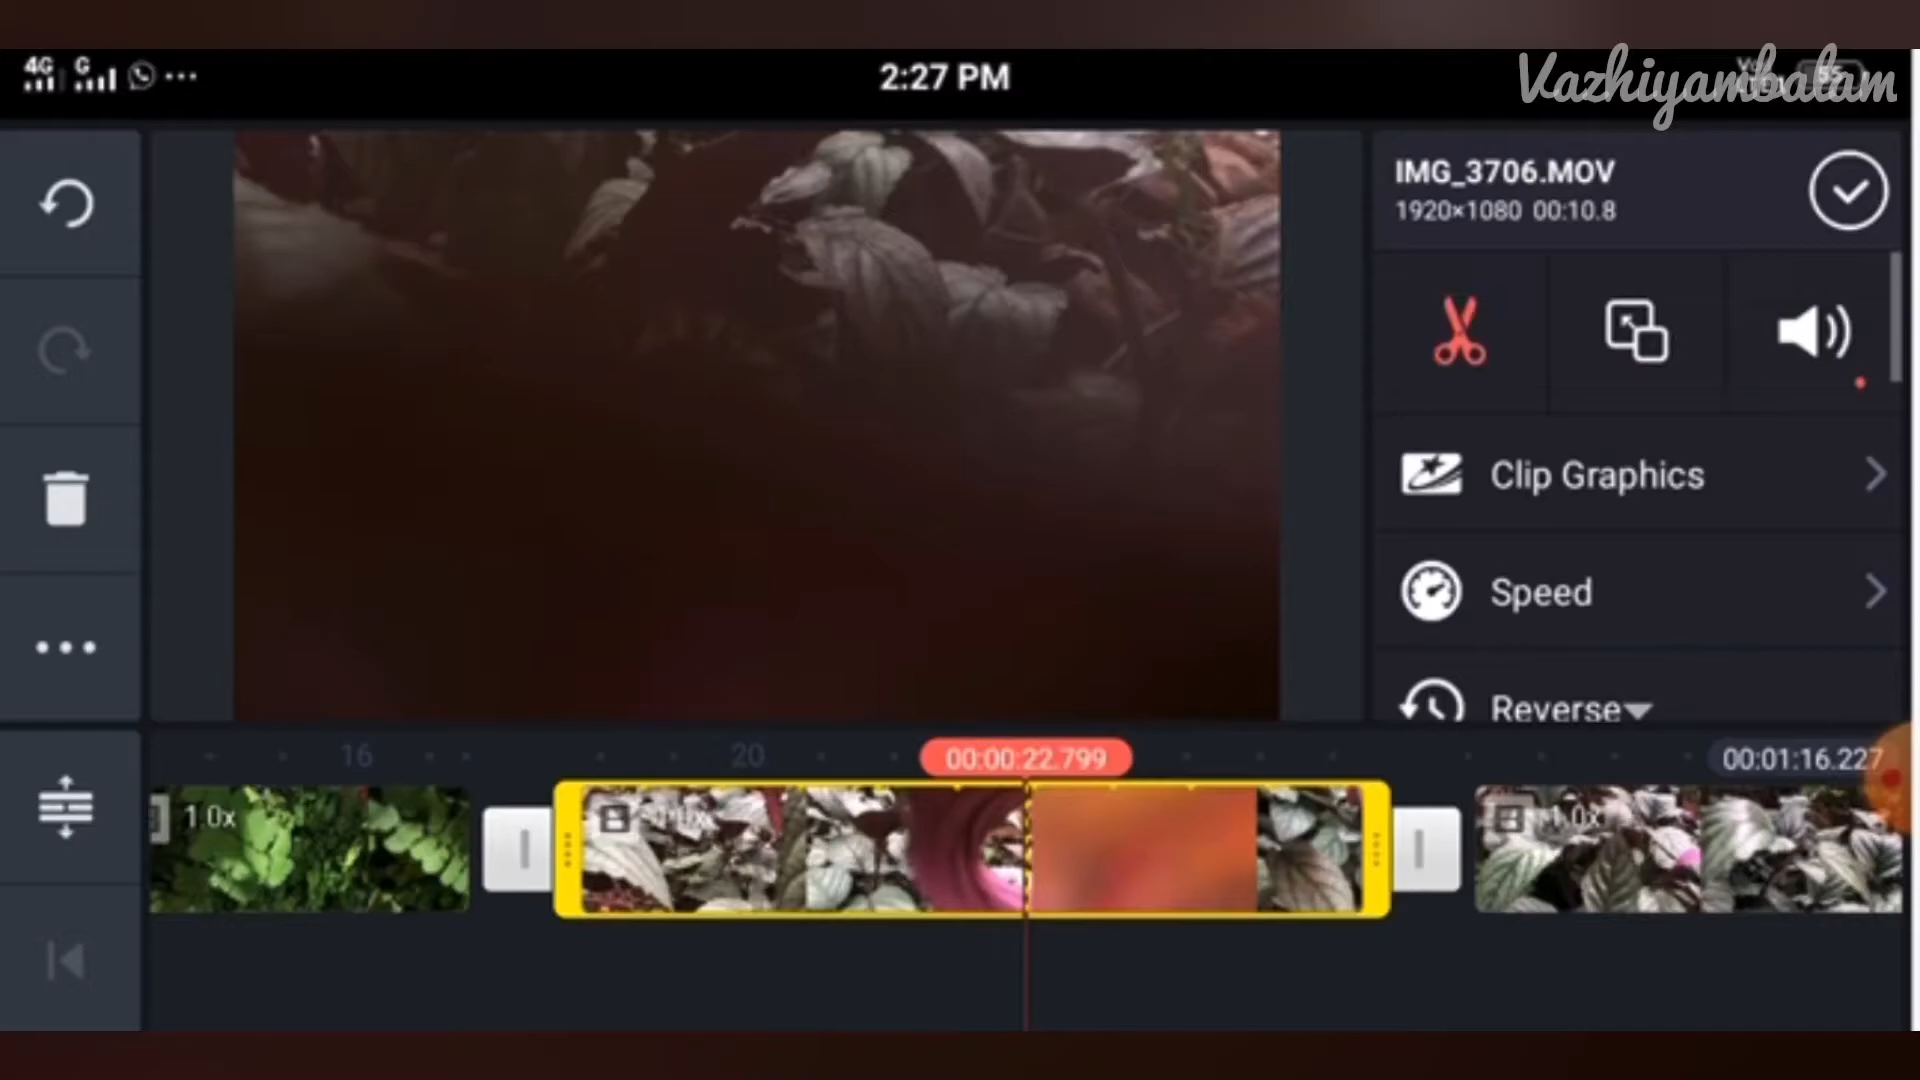 4G G 2:27 PM
Vazhiyambalam
IMG_3706.MOV
1920×1080 00:10.8
Clip Graphics
Speed
Reverse
16 20 00:00:22.799 00:01:16.227
1.0x